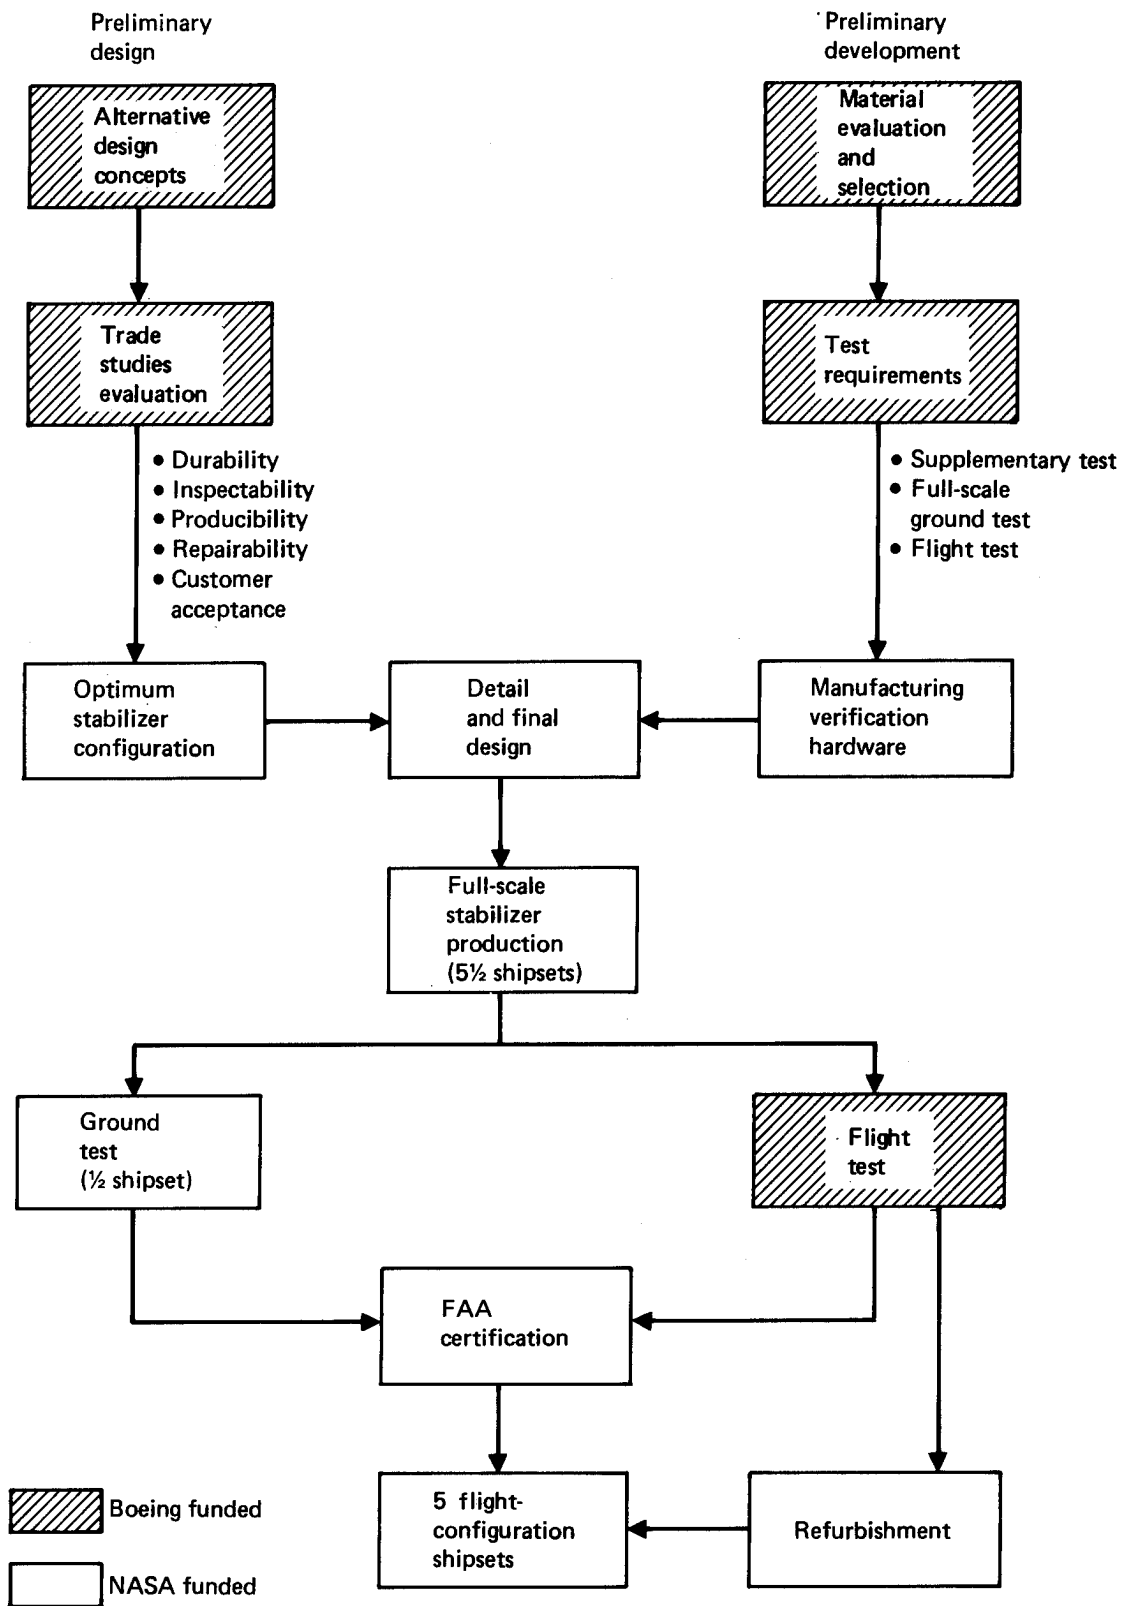 Preliminary
design
Preliminary
development
Alternative
design
concepts
Material
evaluation
and
selection
Trade
studies
evaluation
Test
requirements
• Durability
• Inspectability
• Producibility
• Repairability
• Customer
acceptance
• Supplementary test
• Full-scale
ground test
• Flight test
Optimum
stabilizer
configuration
Detail
and final
design
Manufacturing
verification
hardware
Full-scale
stabilizer
production
(5½ shipsets)
Ground
test
(½ shipset)
Flight
test
FAA
certification
5 flight-
configuration
shipsets
Refurbishment
Boeing funded
NASA funded